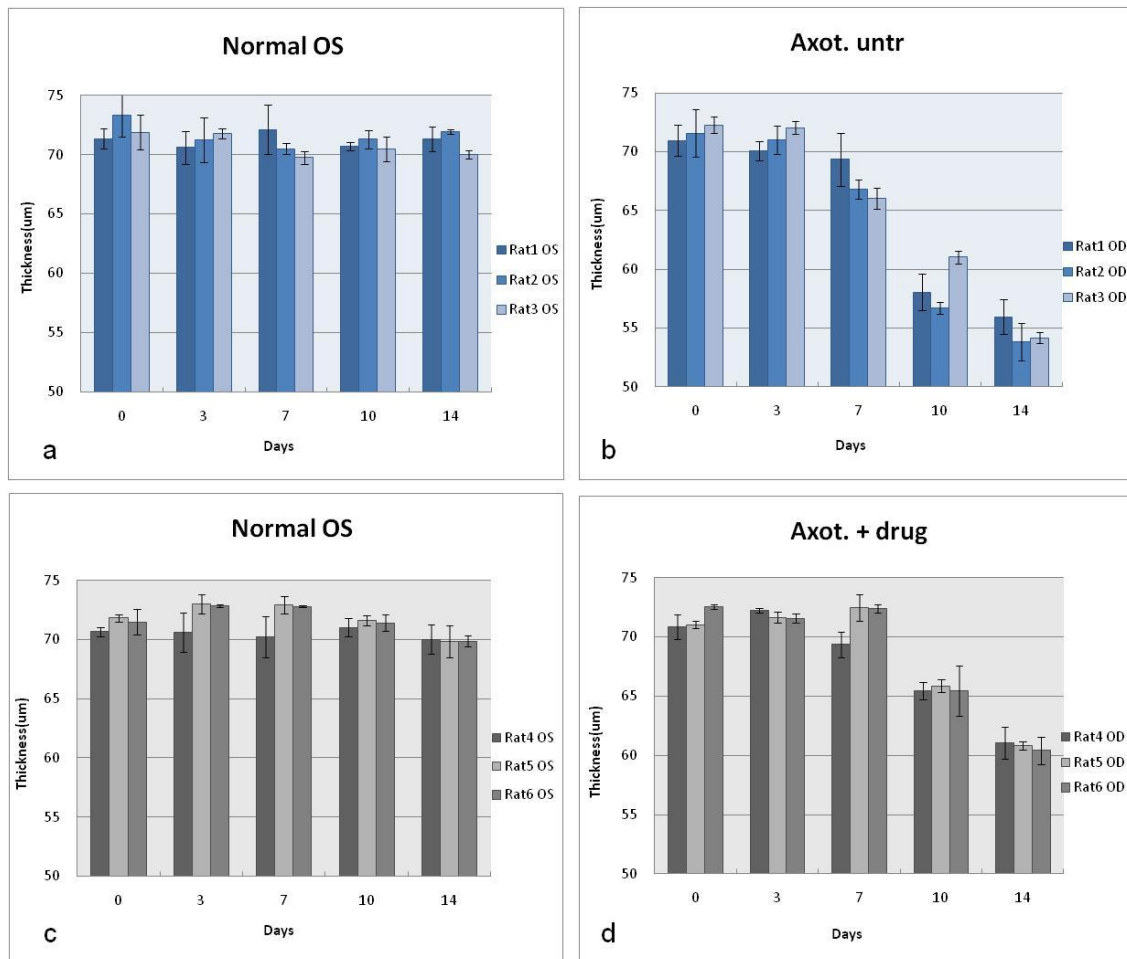 Normal OS
75
70
65
60
55
50
Thickness(um)
0 3 7 10 14
Days
Rat1 OS
Rat2 OS
Rat3 OS
a
Axot. untr
75
70
65
60
55
50
Thickness(um)
0 3 7 10 14
Days
Rat1 OD
Rat2 OD
Rat3 OD
b
Normal OS
75
70
65
60
55
50
Thickness(um)
0 3 7 10 14
Days
Rat4 OS
Rat5 OS
Rat6 OS
c
Axot. + drug
75
70
65
60
55
50
Thickness(um)
0 3 7 10 14
Days
Rat4 OD
Rat5 OD
Rat6 OD
d